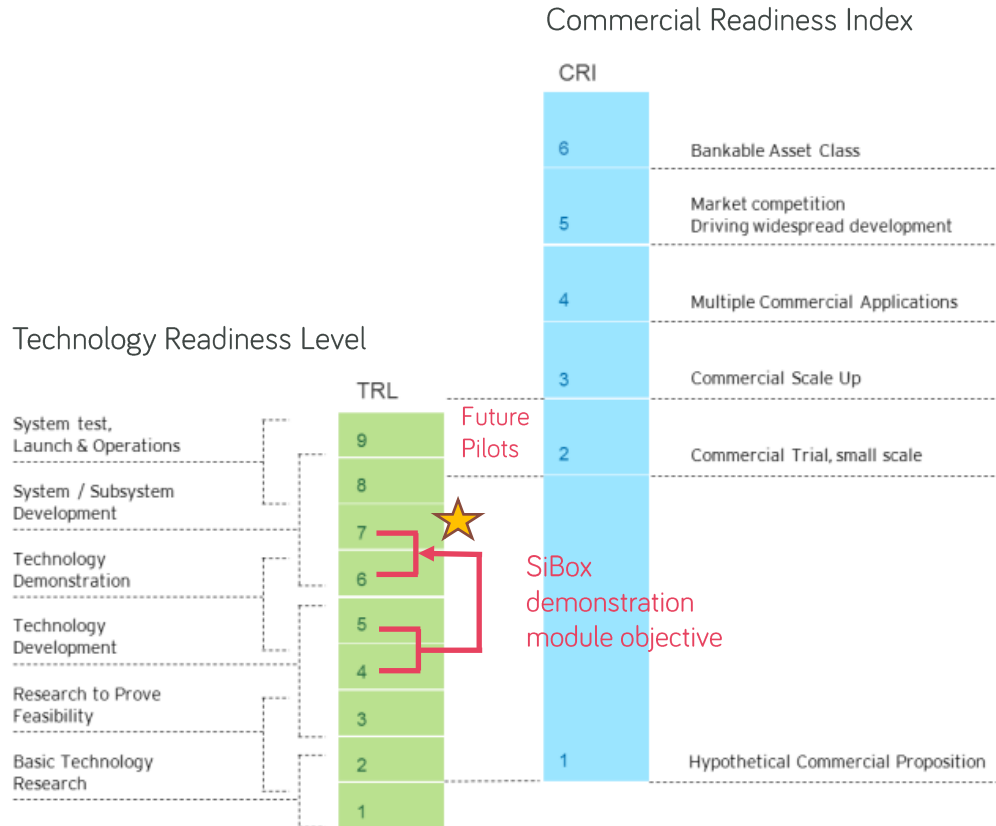 Commercial Readiness Index
CRI
6
Bankable Asset Class
Market competition
5
Driving widespread development
4
Multiple Commercial Applications
3
Commercial Scale Up
2
Commercial Trial, small scale
1
Hypothetical Commercial Proposition
Technology Readiness Level
TRL
System test,
Launch & Operations
System / Subsystem
Development
Technology
Demonstration
Technology
Development
Research to Prove
Feasibility
Basic Technology
Research
9
8
7
6
5
4
3
2
1
Future
Pilots
SiBox
demonstration
module objective